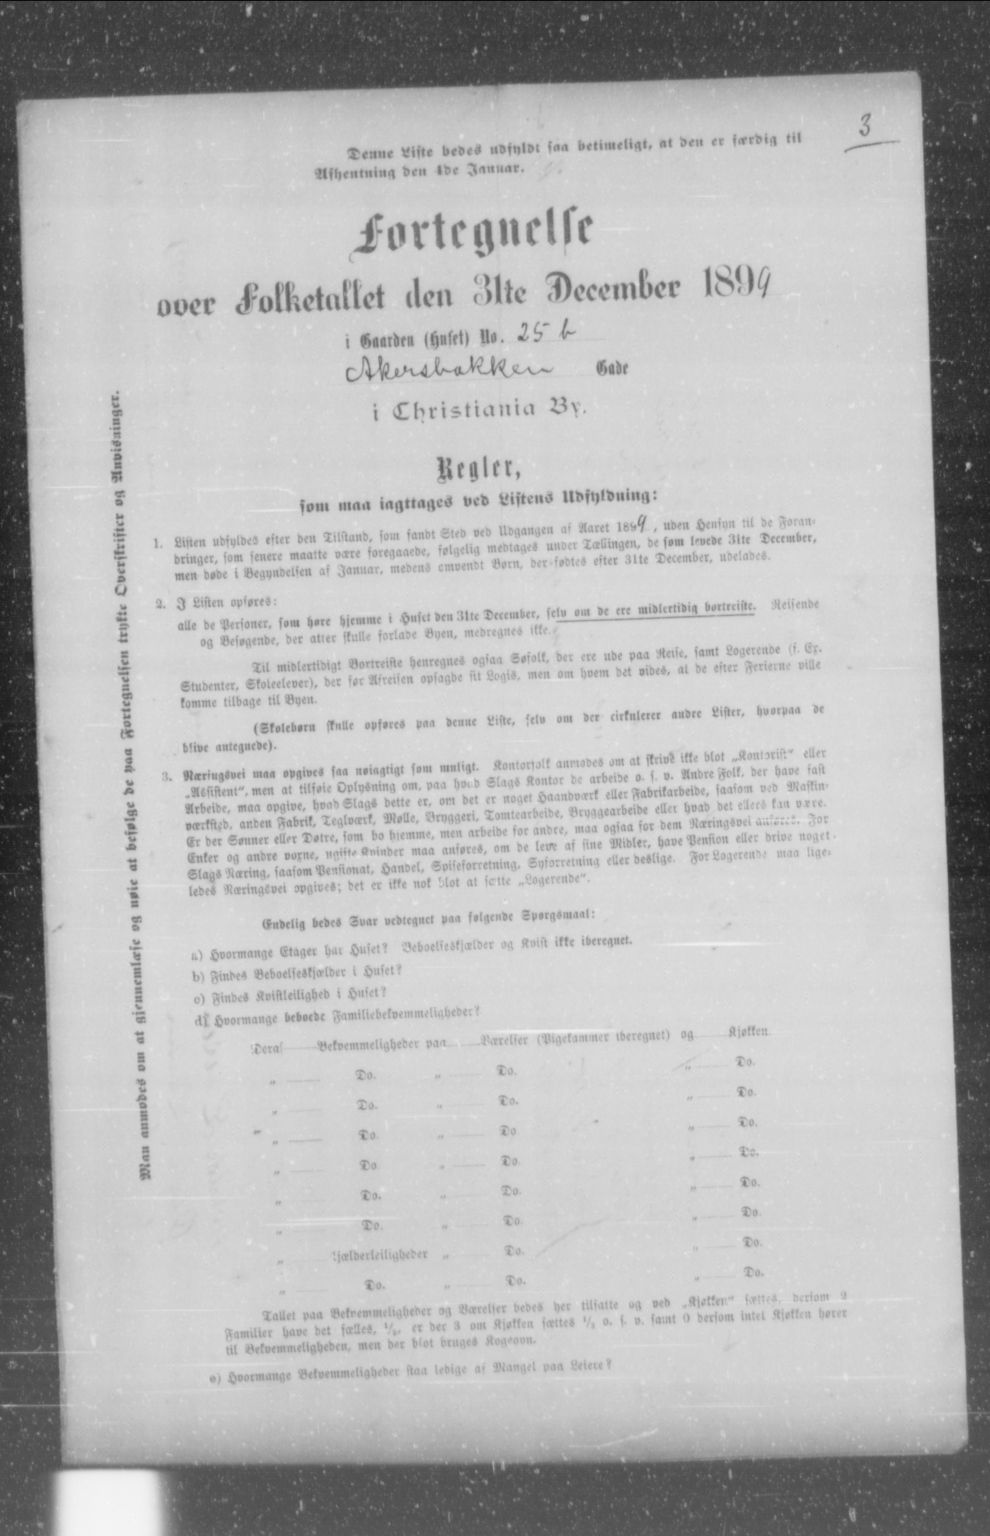 3
Denne Liste bedes udfyldt saa betimeligt, at den er færdig til
Afhentning den 4de Januar.
Fortegnelse
over Folketallet den 31te December 1899
i Gaarden (Huset) No. 25 b
Akersbakken Gade
i Christiania By.
Regler,
som maa iagttages ved Listens Udfyldning:
1. Listen udfyldes efter den Tilstand, som fandt Sted ved Udgangen af Aaret 1899, uden Hensyn til de Foran-
dringer, som senere maatte være foregaaede, følgelig medtages under Tællingen, de som levede 31te December,
men døde i Begyndelsen af Januar, medens omvendt Børn, der fødtes efter 31te December, udelades.
2. I Listen opføres:
alle de Personer, som høre hjemme i Huset den 31te December, selv om de ere midlertidig bortreiste. Reisende
og Besøgende, der atter skulle forlade Byen, medregnes ikke.
Til midlertidigt Bortreiste henregnes ogsaa Søfolk, der ere ude paa Reise, samt Logerende (f. Ex.
Studenter, Skoleelever), der før Afreisen opsagde sit Logis, men om hvem det vides, at de efter Ferierne ville
komme tilbage til Byen.
(Skolebørn skulle opføres paa denne Liste, selv om der cirkulerer andre Lister, hvorpaa de
blive antegnede).
3. Næringsvei maa opgives saa nøiagtigt som muligt. Kontorfolk anmodes om at skrive ikke blot „Kontorist" eller
„Assistent", men at tilføie Oplysning om, paa hvad Slags Kontor de arbeide o. s. v. Andre Folk, der have fast
Arbeide, maa opgive, hvad Slags dette er, om det er noget Haandværk eller Fabrikarbeide, saasom ved Maskin-
værksted, anden Fabrik, Teglværk, Mølle, Bryggeri, Tomtearbeide, Bryggearbeide eller hvad det ellers kan være.
Er der Sønner eller Døtre, som bo hjemme, men arbeide for andre, maa ogsaa for dem Næringsvei anføres. For
Enker og andre voxne, ugifte Kvinder maa anføres, om de leve af sine Midler, have Pension eller drive noget
Slags Næring, saasom Pensionat, Handel, Spiseforretning, Syforretning eller deslige. For Logerende maa lige-
ledes Næringsvei opgives; det er ikke nok blot at sætte „Logerende".
Endelig bedes Svar vedtegnet paa følgende Spørgsmaal:
a) Hvormange Etager har Huset? Beboelseskjælder og Kvist ikke iberegnet.
b) Findes Beboelseskjælder i Huset?
c) Findes Kvistleilighed i Huset?
d) Hvormange beboede Familiebekvemmeligheder?
Deraf Bekvemmeligheder paa Værelser (Pigekammer iberegnet) og Kjøkken
„ Do. „ Do. „ Do.
„ Do. „ Do. „ Do.
„ Do. „ Do „ Do.
„ Do. „ Do. „ Do.
„ Do. „ Do. „ Do.
„ Do. „ Do. „ Do.
„ Kjælderleiligheder „ Do. „ Do.
„ Do. „ Do. „ Do.
Tallet paa Bekvemmeligheder og Værelser bedes her tilsatte og ved „Kjøkken" sættes, dersom 2
Familier have det fælles, 1/2, er der 3 om Kjøkken sættes 1/3 o. s. v. samt 0 dersom intet Kjøkken hører
til Bekvemmeligheden, men der blot bruges Kogeovn.
e) Hvormange Bekvemmeligheder staa ledige af Mangel paa Leiere?
Man anmodes om at gjennemlæse og nøie at befølge de paa Fortegnelsen trykte Overskrifter og Anvisninger.